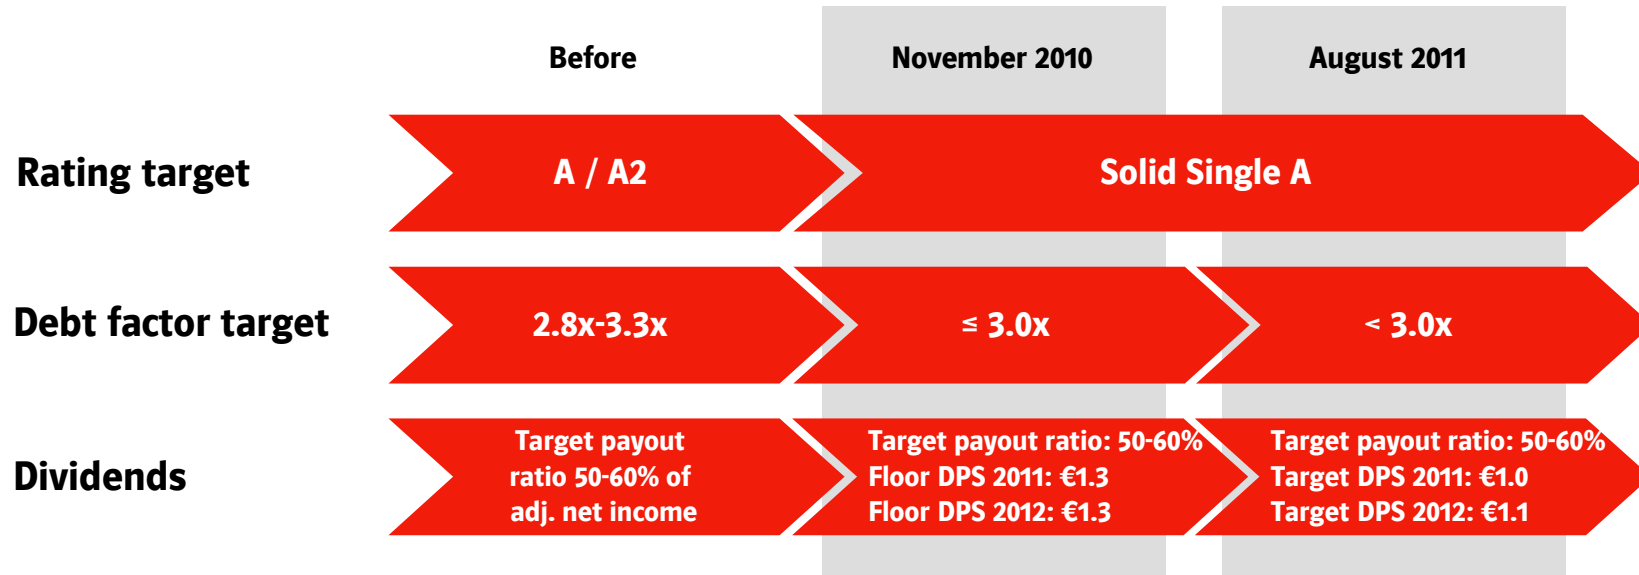 Before
November 2010
August 2011
Rating target
A / A2
Solid Single A
Debt factor target
2.8x-3.3x
≤ 3.0x
< 3.0x
Dividends
Target payout
ratio 50-60% of
adj. net income
Target payout ratio: 50-60%
Floor DPS 2011: €1.3
Floor DPS 2012: €1.3
Target payout ratio: 50-60%
Target DPS 2011: €1.0
Target DPS 2012: €1.1